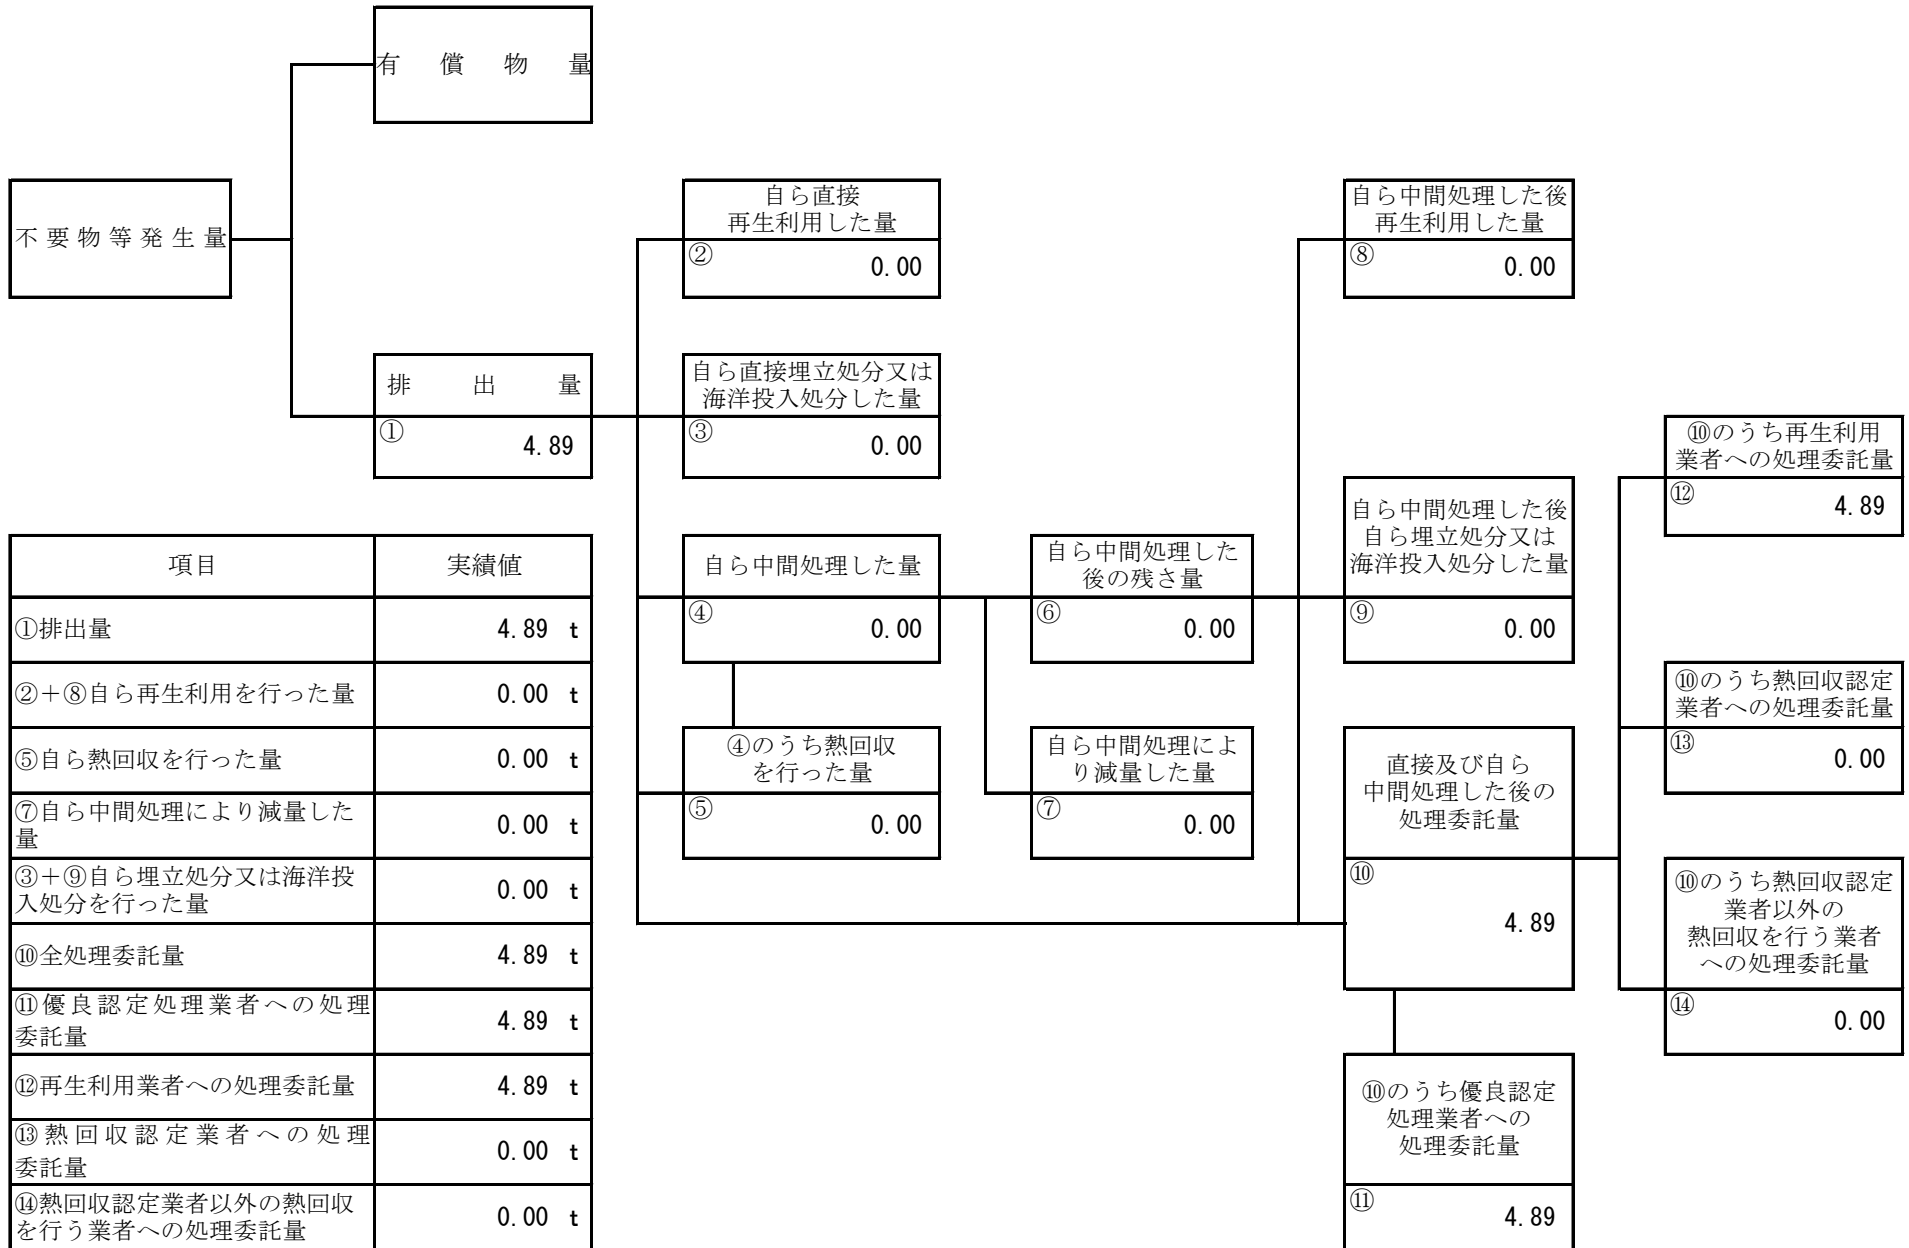 有償物量
不要物等発生量
排出量
① 4.89
自ら直接
再生利用した量
② 0.00
自ら直接埋立処分又は
海洋投入処分した量
③ 0.00
自ら中間処理した量
④ 0.00
④のうち熱回収
を行った量
⑤ 0.00
自ら中間処理した
後の残さ量
⑥ 0.00
自ら中間処理によ
り減量した量
⑦ 0.00
自ら中間処理した後
再生利用した量
⑧ 0.00
自ら中間処理した後
自ら埋立処分又は
海洋投入処分した量
⑨ 0.00
直接及び自ら
中間処理した後の
処理委託量
⑩
4.89
⑩のうち優良認定
処理業者への
処理委託量
⑪ 4.89
⑩のうち再生利用
業者への処理委託量
⑫ 4.89
⑩のうち熱回収認定
業者への処理委託量
⑬ 0.00
⑩のうち熱回収認定
業者以外の
熱回収を行う業者
への処理委託量
⑭ 0.00
項目 実績値
①排出量 4.89 t
②+⑧自ら再生利用を行った量 0.00 t
⑤自ら熱回収を行った量 0.00 t
⑦自ら中間処理により減量した
量 0.00 t
③+⑨自ら埋立処分又は海洋投
入処分を行った量 0.00 t
⑩全処理委託量 4.89 t
⑪優良認定処理業者への処理
委託量 4.89 t
⑫再生利用業者への処理委託量 4.89 t
⑬熱回収認定業者への処理
委託量 0.00 t
⑭熱回収認定業者以外の熱回収
を行う業者への処理委託量 0.00 t